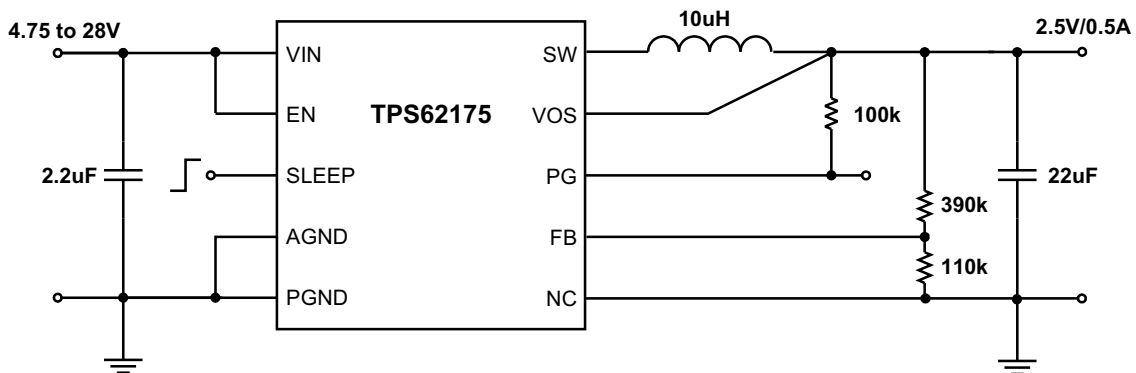 4.75 to 28V
10uH
2.5V/0.5A
VIN
SW
EN
TPS62175
VOS
100k
2.2uF
SLEEP
PG
22uF
390k
AGND
FB
110k
PGND
NC